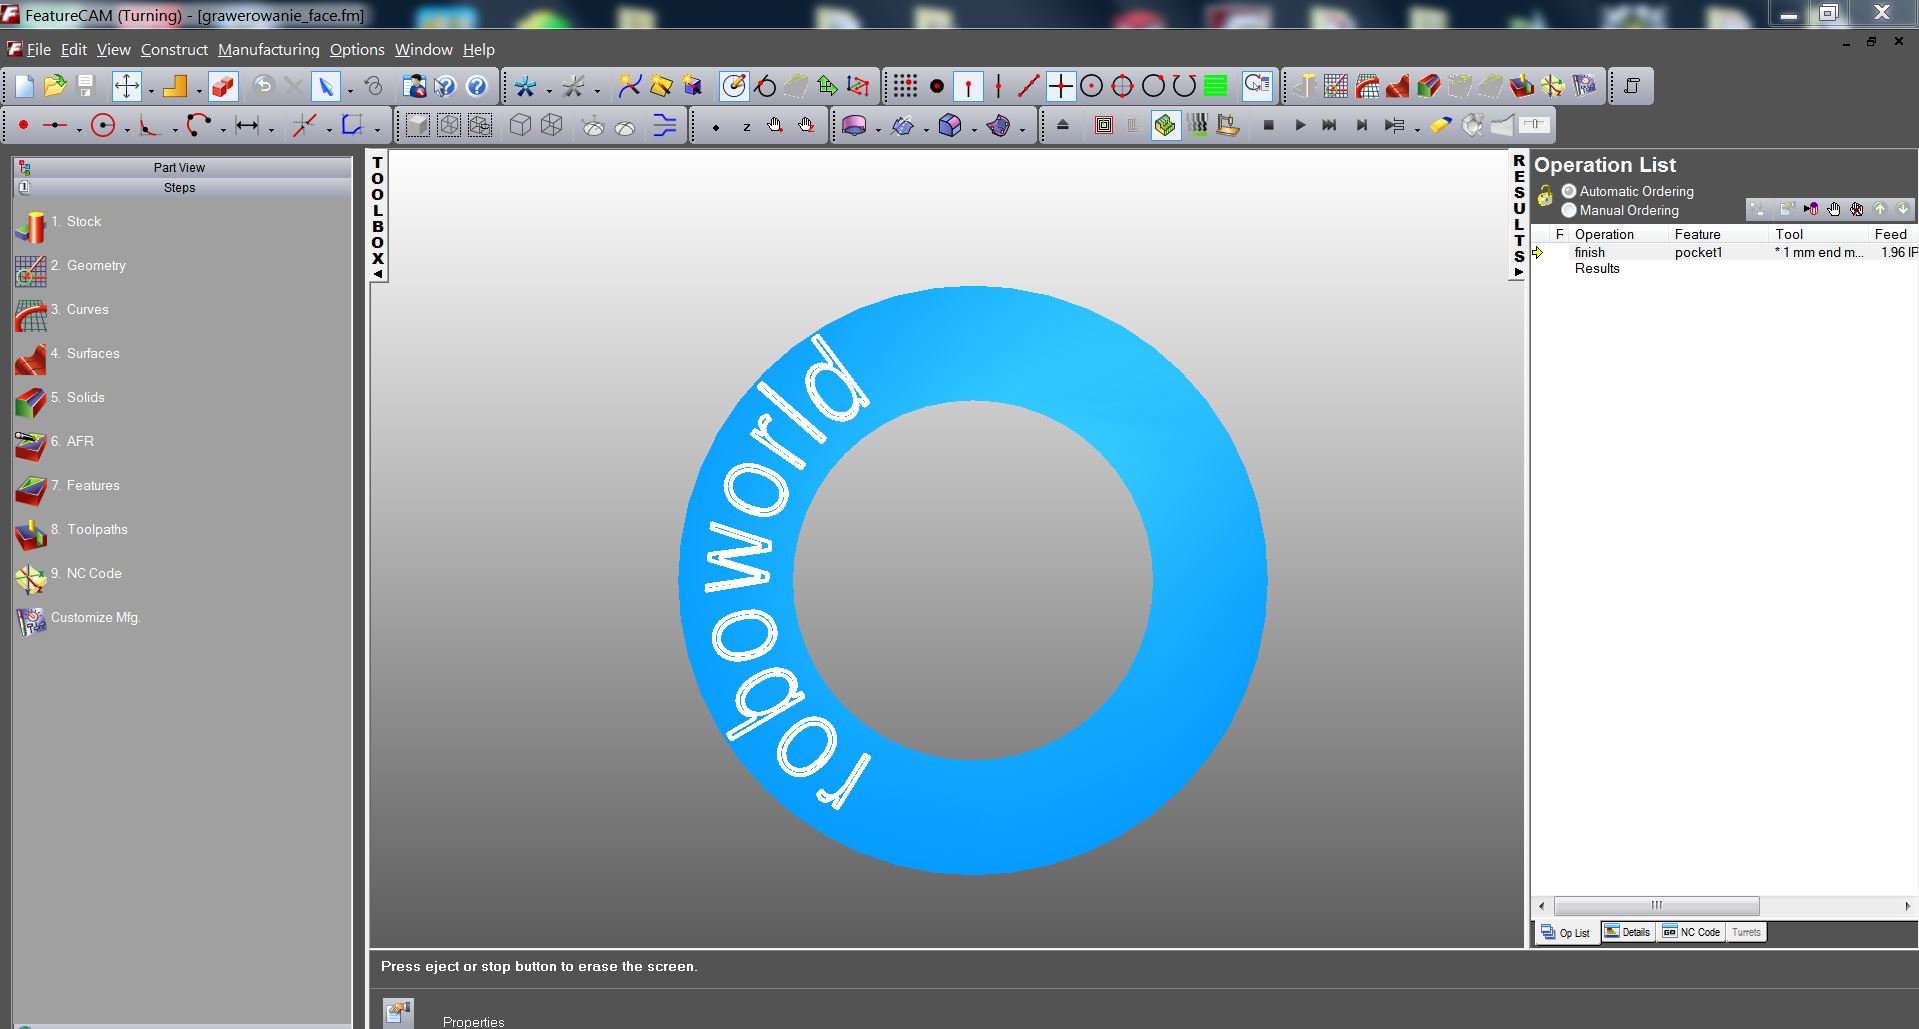 FeatureCAM (Turning) - [grawerowanie_face.fm]
File Edit View Construct Manufacturing Options Window Help
Part View
Steps
1. Stock
2. Geometry
3. Curves
4. Surfaces
5. Solids
6. AFR
7. Features
8. Toolpaths
9. NC Code
Customize Mfg.
TOOLBOX
roboworld
RESULTS
Operation List
Automatic Ordering
Manual Ordering
F Operation Feature Tool Feed
finish pocket1 * 1 mm end m... 1.96 IP
Results
Op List Details NC Code Turrets
Press eject or stop button to erase the screen.
Properties